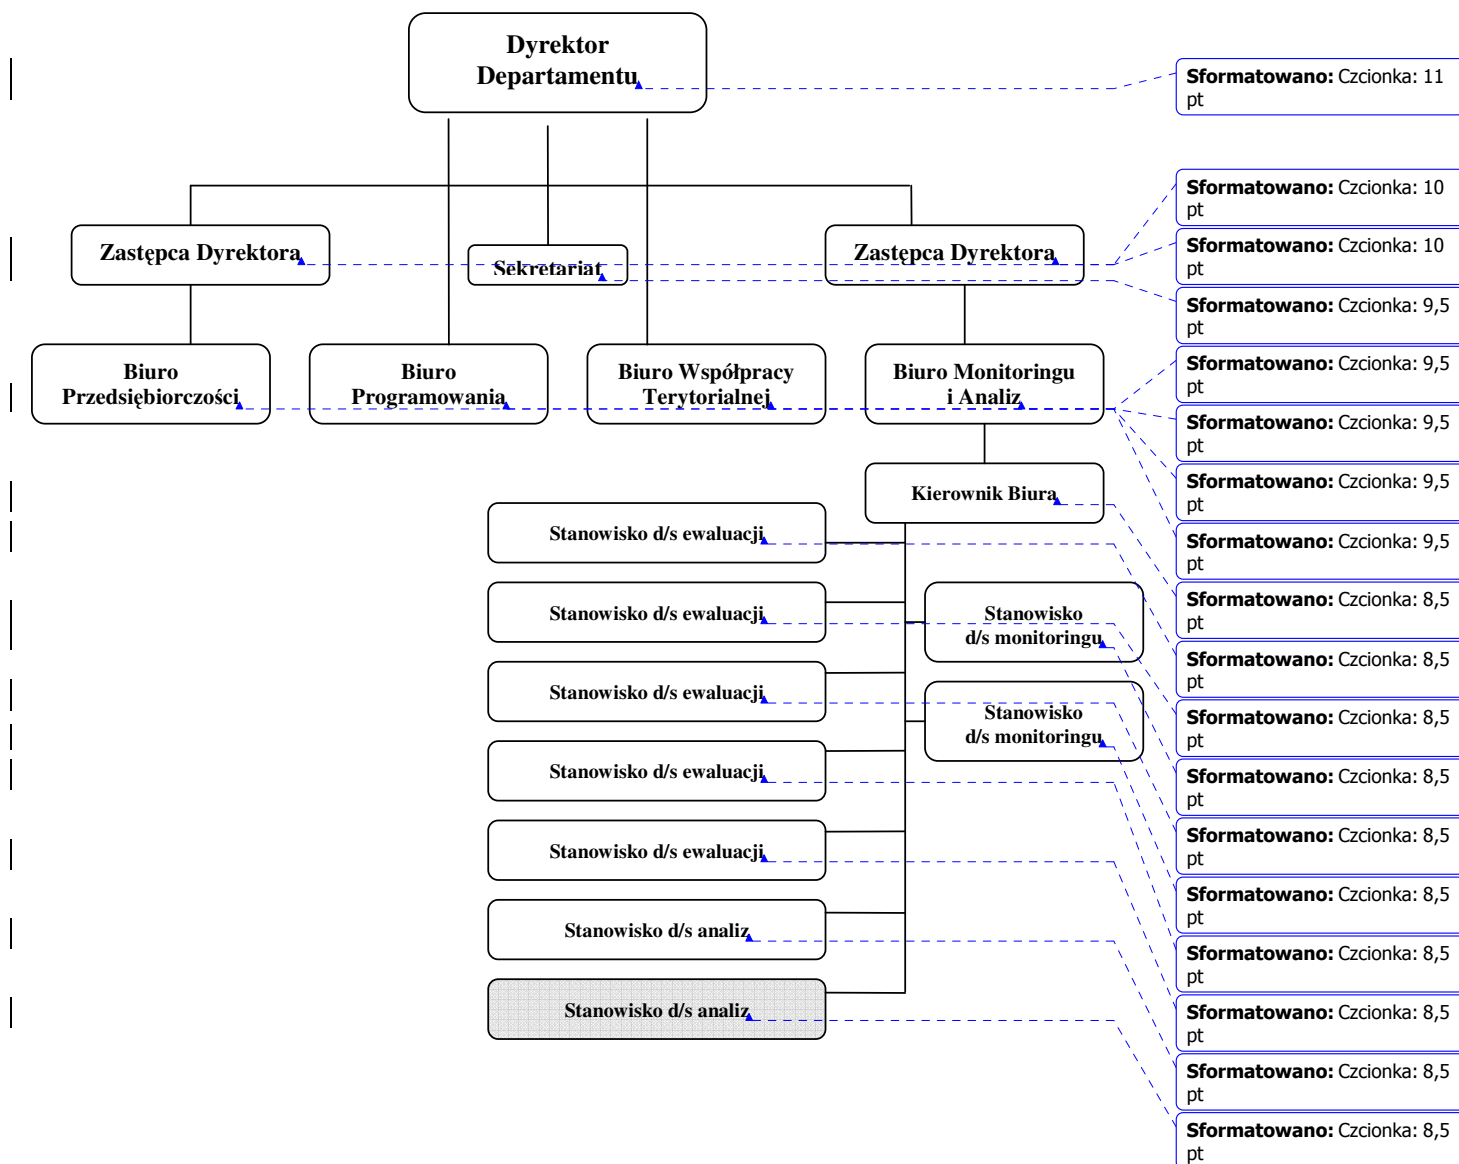 Dyrektor
Departamentu
Sformatowano: Czcionka: 11
pt
Sformatowano: Czcionka: 10
pt
Zastępca Dyrektora
Sekretariat
Zastępca Dyrektora
Sformatowano: Czcionka: 10
pt
Sformatowano: Czcionka: 9,5
pt
Biuro
Przedsiębiorczości
Biuro
Programowania
Biuro Współpracy
Terytorialnej
Biuro Monitoringu
i Analiz
Sformatowano: Czcionka: 9,5
pt
Sformatowano: Czcionka: 9,5
pt
Sformatowano: Czcionka: 9,5
pt
Sformatowano: Czcionka: 9,5
pt
Kierownik Biura
Stanowisko d/s ewaluacji
Stanowisko d/s ewaluacji
Stanowisko
d/s monitoringu
Sformatowano: Czcionka: 8,5
pt
Sformatowano: Czcionka: 8,5
pt
Stanowisko d/s ewaluacji
Stanowisko
d/s monitoringu
Sformatowano: Czcionka: 8,5
pt
Stanowisko d/s ewaluacji
Sformatowano: Czcionka: 8,5
pt
Stanowisko d/s ewaluacji
Sformatowano: Czcionka: 8,5
pt
Sformatowano: Czcionka: 8,5
pt
Stanowisko d/s analiz
Sformatowano: Czcionka: 8,5
pt
Stanowisko d/s analiz
Sformatowano: Czcionka: 8,5
pt
Sformatowano: Czcionka: 8,5
pt
Sformatowano: Czcionka: 8,5
pt